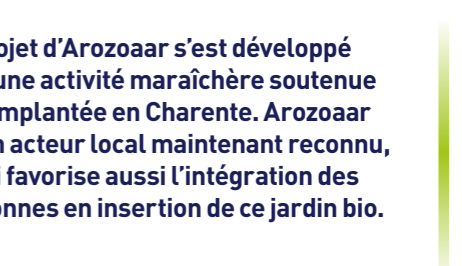 ojet d'Arozoaar s'est développé
une activité maraîchère soutenue
mplantée en Charente. Arozoaar
n acteur local maintenant reconnu,
i favorise aussi l'intégration des
onnes en insertion de ce jardin bio.